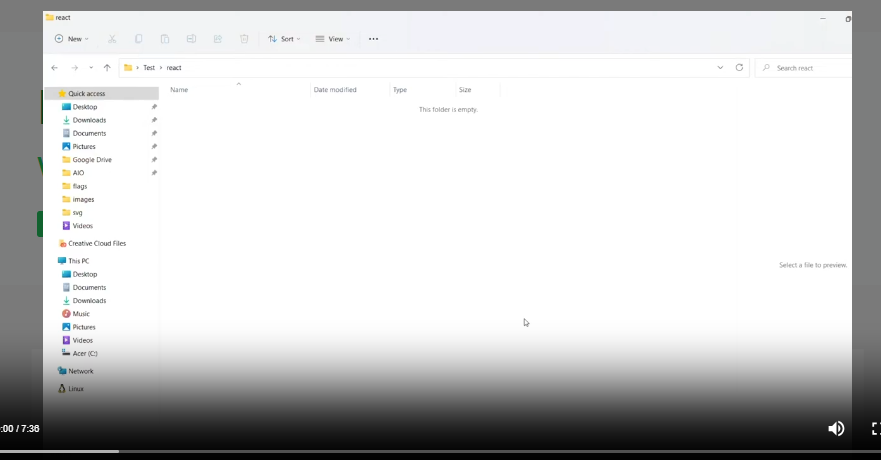 react
New
Sort
View
Test > react
Search react
Name Date modified Type Size
This folder is empty.
Quick access
Desktop
Downloads
Documents
Pictures
Google Drive
AIO
flags
images
svg
Videos
Creative Cloud Files
This PC
Desktop
Documents
Downloads
Music
Pictures
Videos
Acer (C:)
Network
Linux
Select a file to preview.
:00 / 7:36